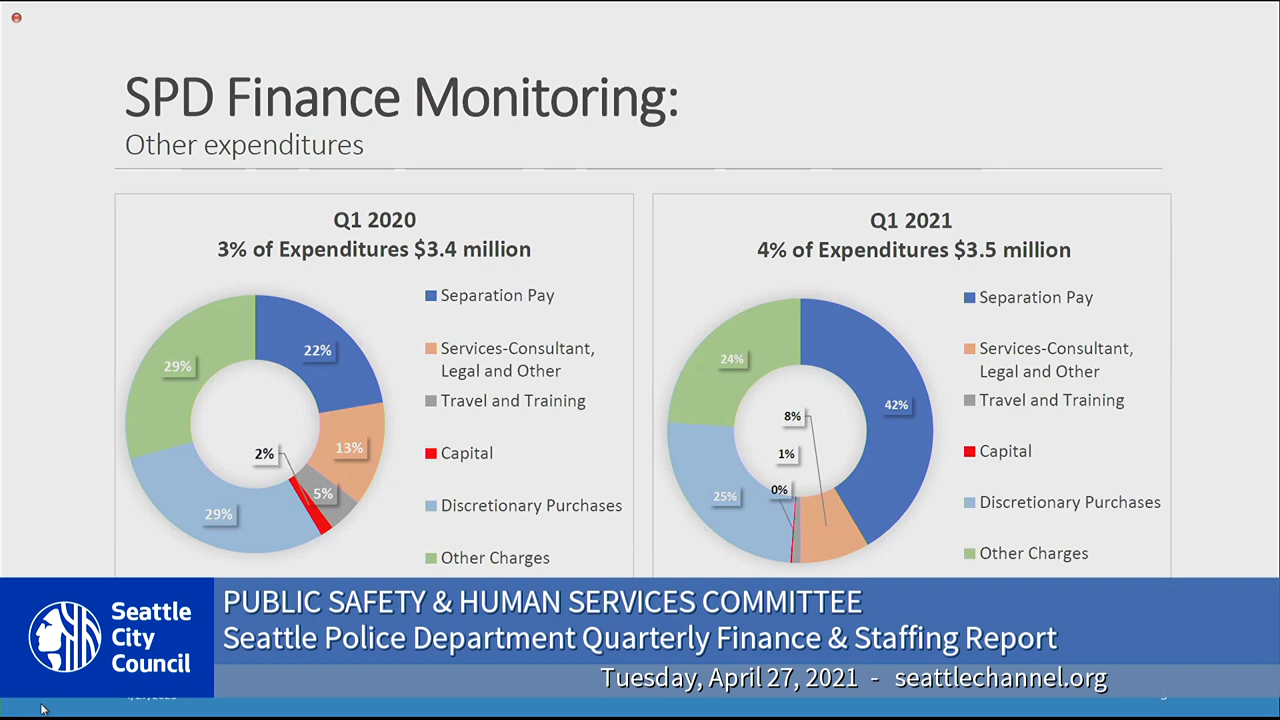 SPD Finance Monitoring:
Other expenditures
Q1 2020
3% of Expenditures $3.4 million
22%
13%
5%
2%
29%
29%
Separation Pay
Services-Consultant,
Legal and Other
Travel and Training
Capital
Discretionary Purchases
Other Charges
Q1 2021
4% of Expenditures $3.5 million
42%
8%
1%
0%
25%
24%
Separation Pay
Services-Consultant,
Legal and Other
Travel and Training
Capital
Discretionary Purchases
Other Charges
Seattle
City
Council
PUBLIC SAFETY & HUMAN SERVICES COMMITTEE
Seattle Police Department Quarterly Finance & Staffing Report
Tuesday, April 27, 2021 - seattlechannel.org